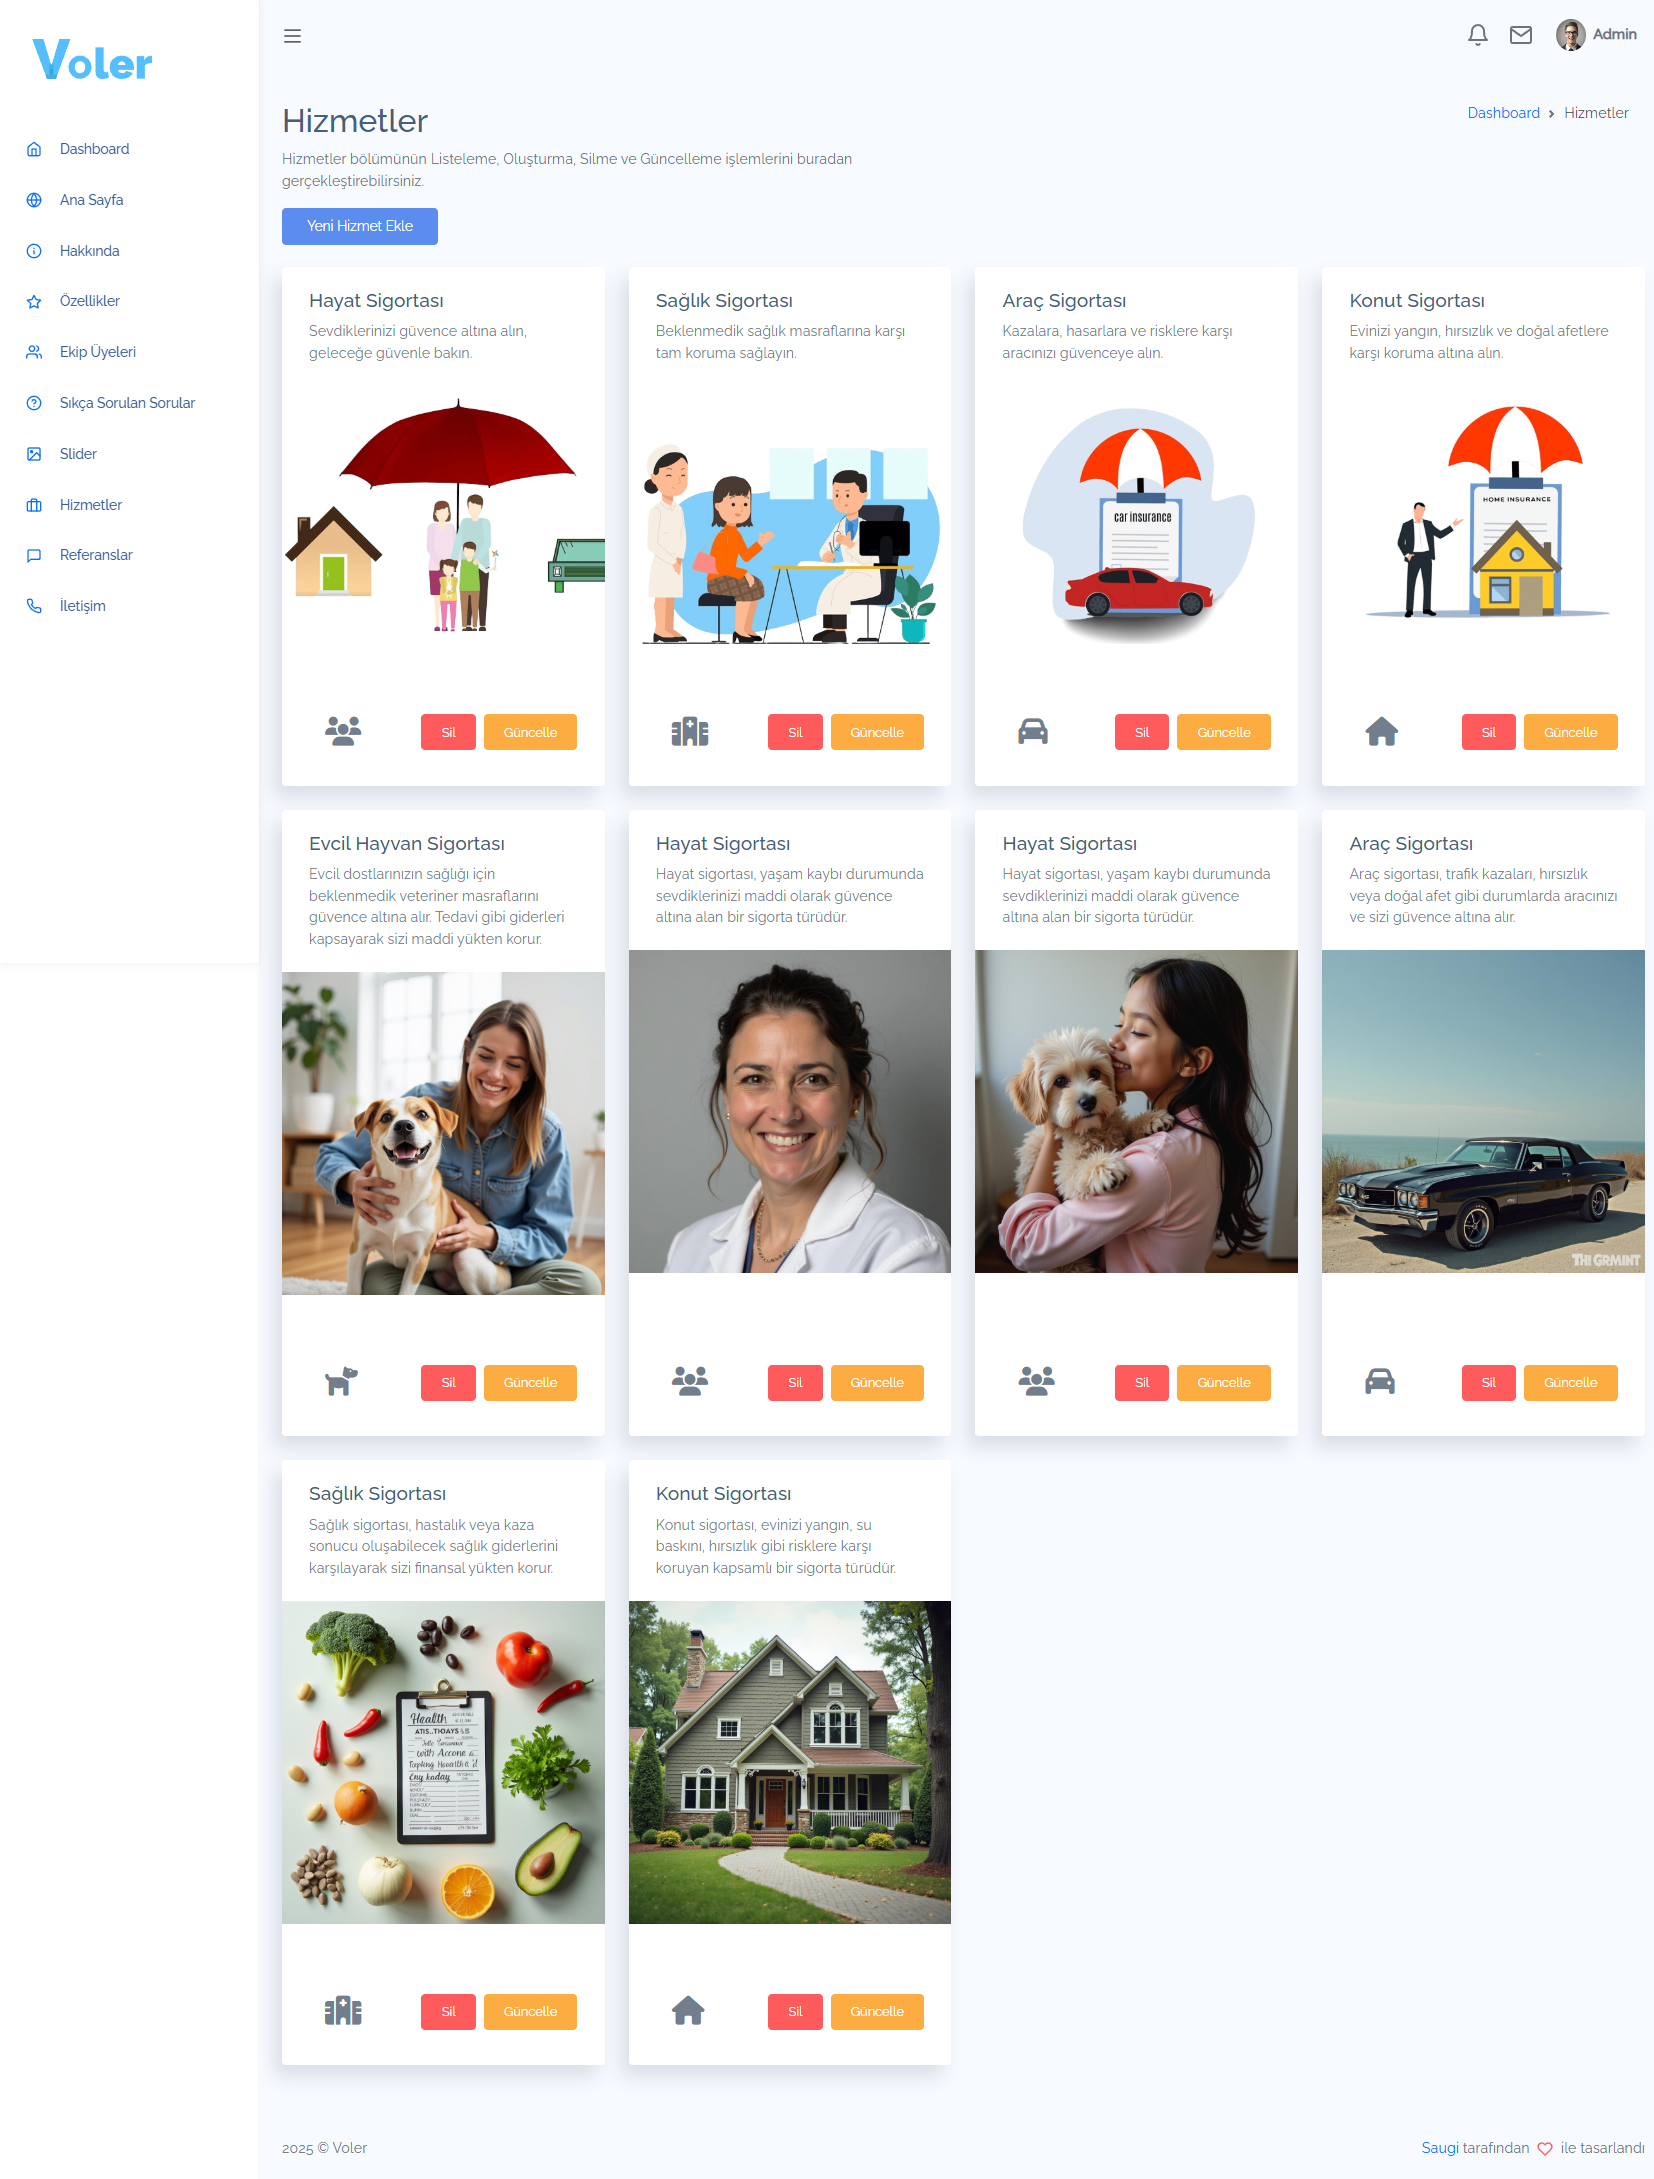 Voler
Admin
Dashboard
Ana Sayfa
Hakkında
Özellikler
Ekip Üyeleri
Sıkça Sorulan Sorular
Slider
Hizmetler
Referanslar
İletişim
Hizmetler
Dashboard > Hizmetler
Hizmetler bölümünün Listeleme, Oluşturma, Silme ve Güncelleme işlemlerini buradan
gerçekleştirebilirsiniz.
Yeni Hizmet Ekle
Hayat Sigortası
Sevdiklerinizi güvence altına alın,
geleceğe güvenle bakın.
Sil Güncelle
Sağlık Sigortası
Beklenmedik sağlık masraflarına karşı
tam koruma sağlayın.
Sil Güncelle
Araç Sigortası
Kazalara, hasarlara ve risklere karşı
aracınızı güvenceye alın.
car insurance
Sil Güncelle
Konut Sigortası
Evinizi yangın, hırsızlık ve doğal afetlere
karşı koruma altına alın.
HOME INSURANCE
Sil Güncelle
Evcil Hayvan Sigortası
Evcil dostlarınızın sağlığı için
beklenmedik veteriner masraflarını
güvence altına alır. Tedavi gibi giderleri
kapsayarak sizi maddi yükten korur.
Sil Güncelle
Hayat Sigortası
Hayat sigortası, yaşam kaybı durumunda
sevdiklerinizi maddi olarak güvence
altına alan bir sigorta türüdür.
Sil Güncelle
Hayat Sigortası
Hayat sigortası, yaşam kaybı durumunda
sevdiklerinizi maddi olarak güvence
altına alan bir sigorta türüdür.
Sil Güncelle
Araç Sigortası
Araç sigortası, trafik kazaları, hırsızlık
veya doğal afet gibi durumlarda aracınızı
ve sizi güvence altına alır.
THI GRMINT
Sil Güncelle
Sağlık Sigortası
Sağlık sigortası, hastalık veya kaza
sonucu oluşabilecek sağlık giderlerini
karşılayarak sizi finansal yükten korur.
Health
Sil Güncelle
Konut Sigortası
Konut sigortası, evinizi yangın, su
baskını, hırsızlık gibi risklere karşı
koruyan kapsamlı bir sigorta türüdür.
Sil Güncelle
2025 © Voler
Saugi tarafından ile tasarlandı